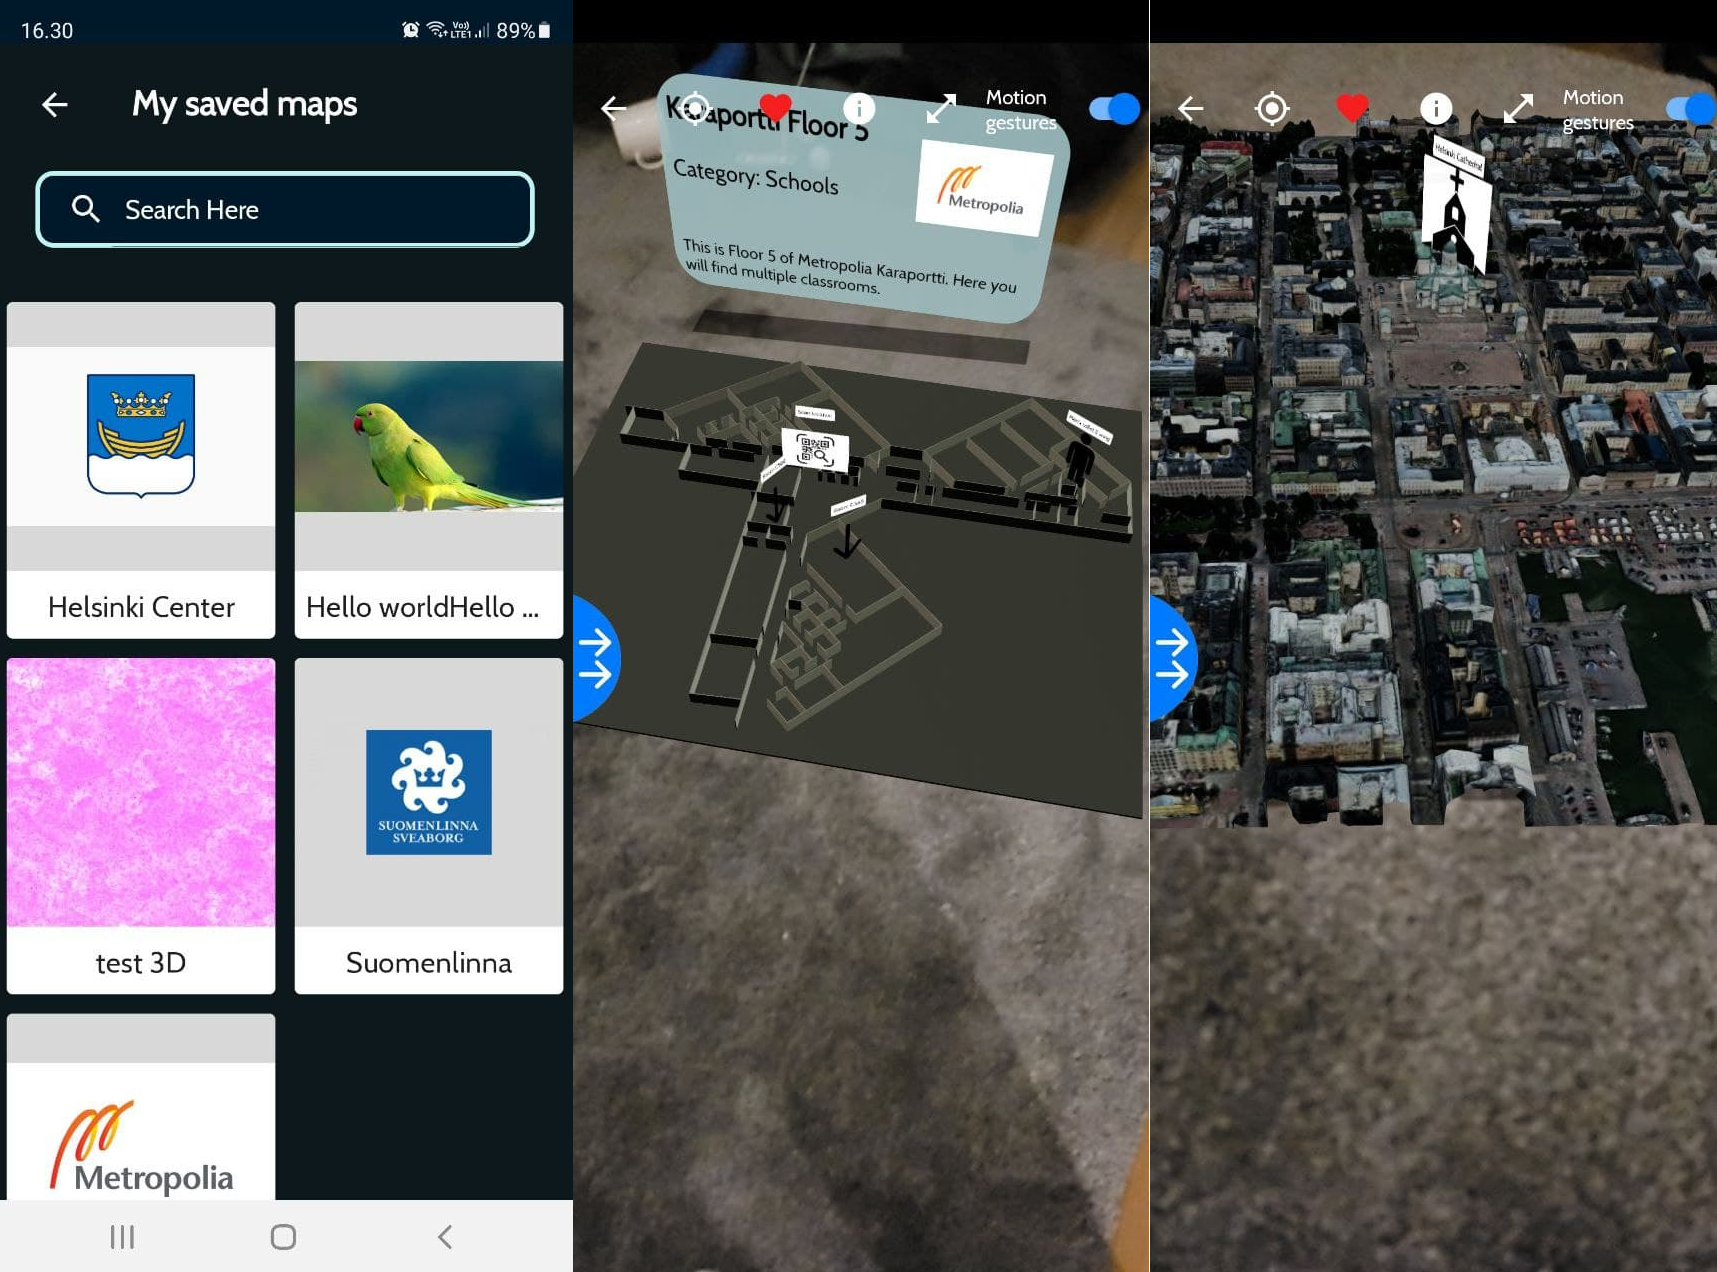 16.30
Vo))
LTE1
89%
My saved maps
Search Here
Helsinki Center
Hello worldHello ...
test 3D
SUOMENLINNA
SVEABORG
Suomenlinna
Metropolia
Motion
gestures
Karaportti Floor 5
Category: Schools
Metropolia
This is Floor 5 of Metropolia Karaportti. Here you
will find multiple classrooms.
Motion
gestures
Helsinki Cathedral